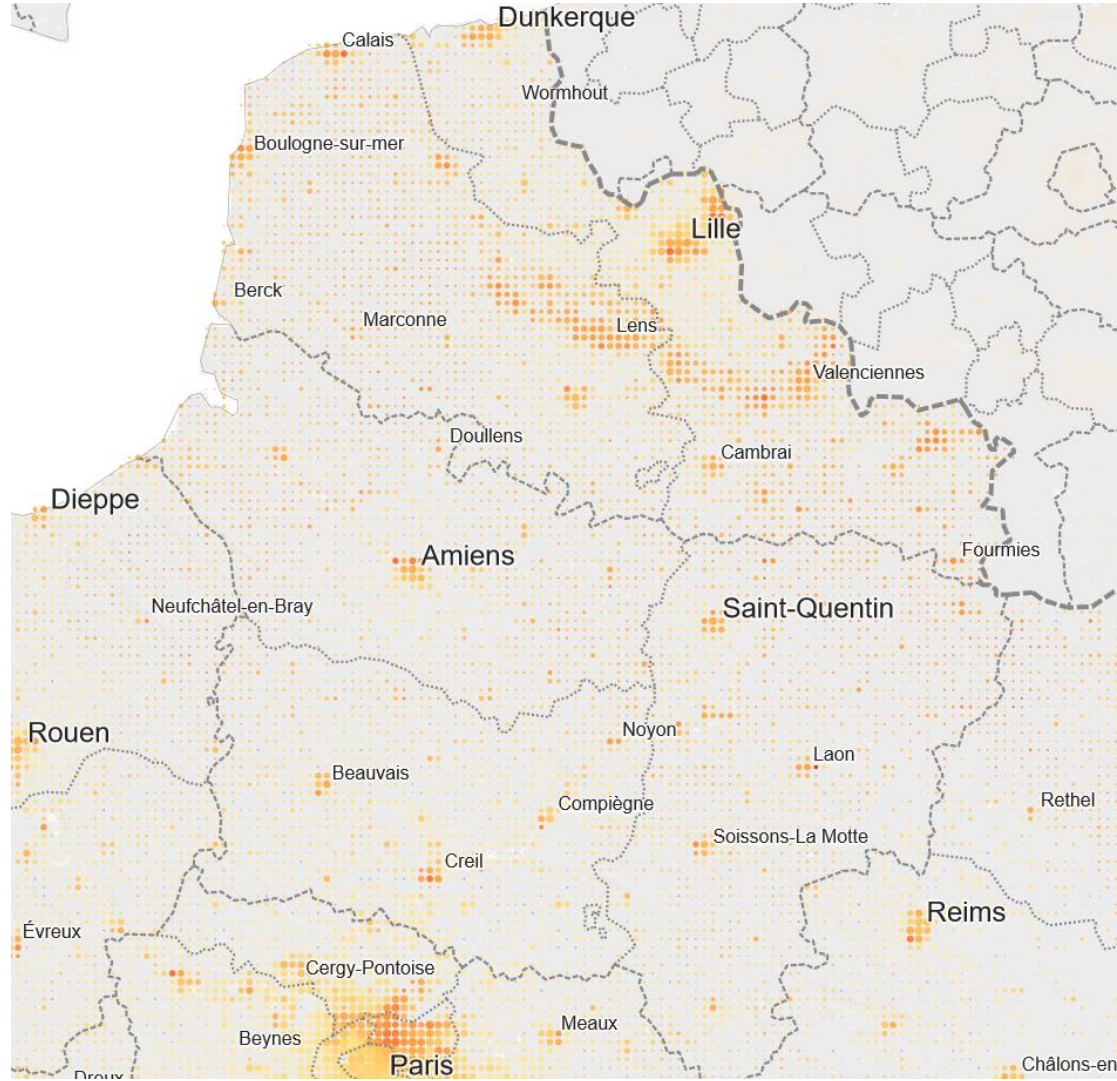 Dunkerque
Calais
Wormhout
Boulogne-sur-mer
Lille
Berck
Marconne
Lens
Valenciennes
Doullens
Cambrai
Dieppe
Amiens
Fourmies
Neufchâtel-en-Bray
Saint-Quentin
Rouen
Noyon
Laon
Beauvais
Compiègne
Rethel
Soissons-La Motte
Creil
Reims
Évreux
Cergy-Pontoise
Meaux
Beynes
Paris
Châlons-en
Dreux